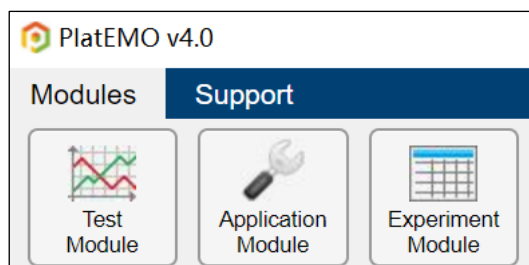 PlatEMO v4.0
Modules Support
Test Module
Application Module
Experiment Module